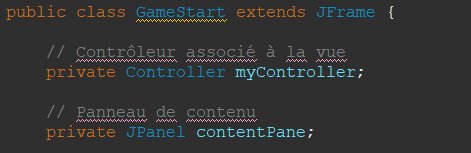 public class GameStart extends JFrame {
// Contrôleur associé à la vue
private Controller myController;
// Panneau de contenu
private JPanel contentPane;